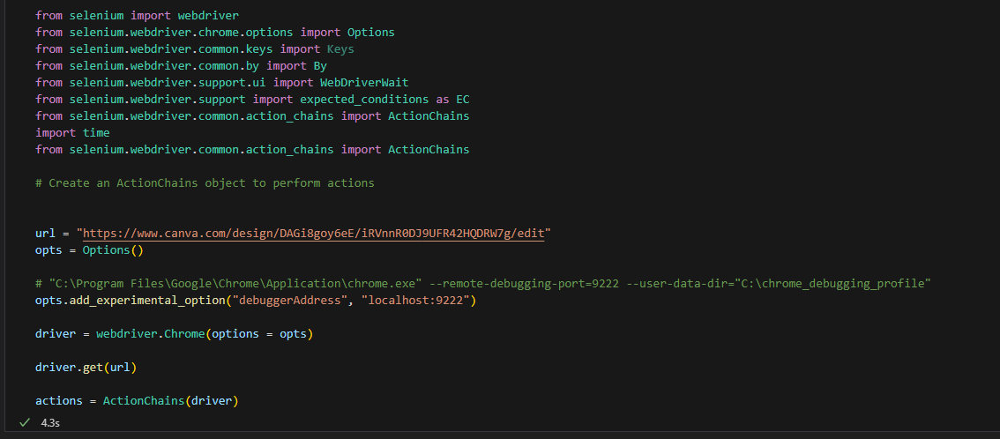 from selenium import webdriver
from selenium.webdriver.chrome.options import Options
from selenium.webdriver.common.keys import Keys
from selenium.webdriver.common.by import By
from selenium.webdriver.support.ui import WebDriverWait
from selenium.webdriver.support import expected_conditions as EC
from selenium.webdriver.common.action_chains import ActionChains
import time
from selenium.webdriver.common.action_chains import ActionChains
# Create an ActionChains object to perform actions
url = "https://www.canva.com/design/DAGi8goy6eE/iRVnnR0DJ9UFR42HQDRW7g/edit"
opts = Options()
# "C:\Program Files\Google\Chrome\Application\chrome.exe" --remote-debugging-port=9222 --user-data-dir="C:\chrome_debugging_profile"
opts.add_experimental_option("debuggerAddress", "localhost:9222")
driver = webdriver.Chrome(options = opts)
driver.get(url)
actions = ActionChains(driver)
4.3s